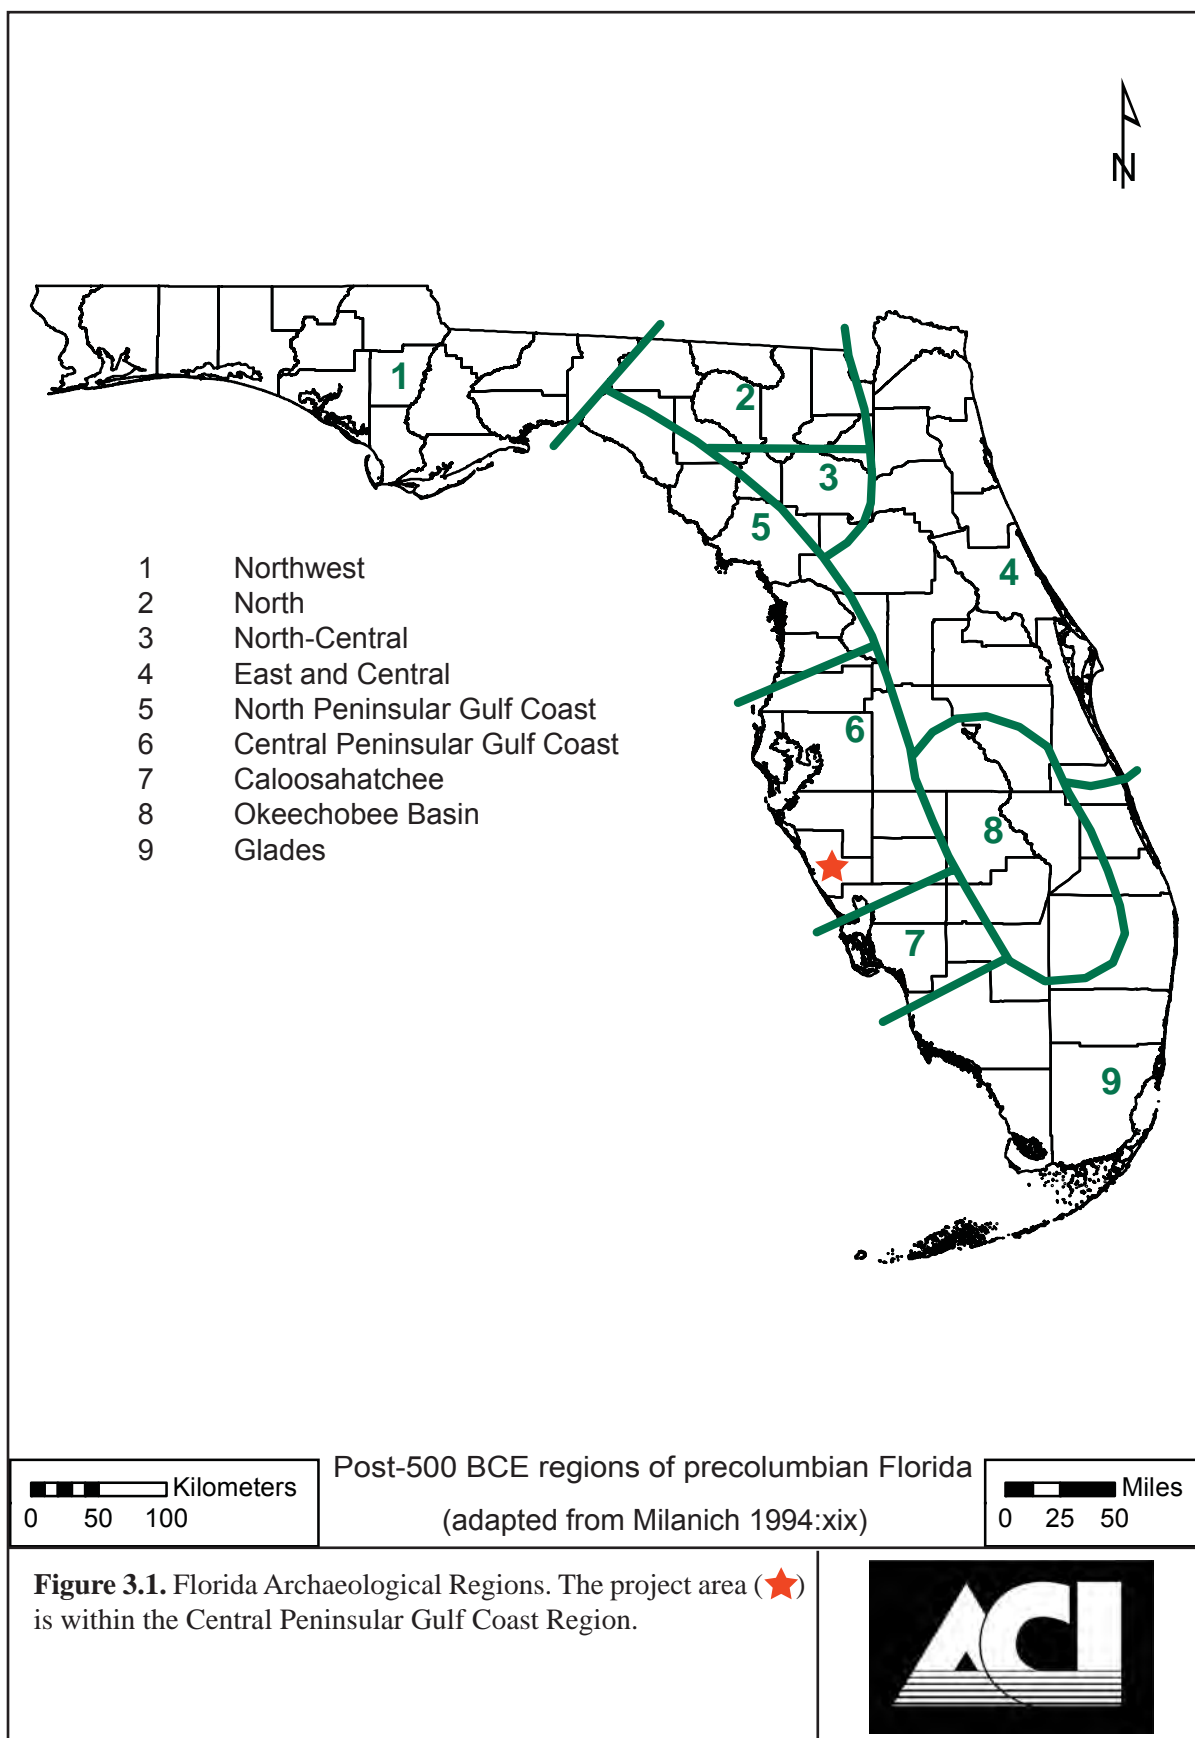 N
1
2
3
5
4
6
8
7
9
1 Northwest
2 North
3 North-Central
4 East and Central
5 North Peninsular Gulf Coast
6 Central Peninsular Gulf Coast
7 Caloosahatchee
8 Okeechobee Basin
9 Glades
Kilometers
0 50 100
Post-500 BCE regions of precolumbian Florida
(adapted from Milanich 1994:xix)
Miles
0 25 50
Figure 3.1. Florida Archaeological Regions. The project area (★)
is within the Central Peninsular Gulf Coast Region.
ACI